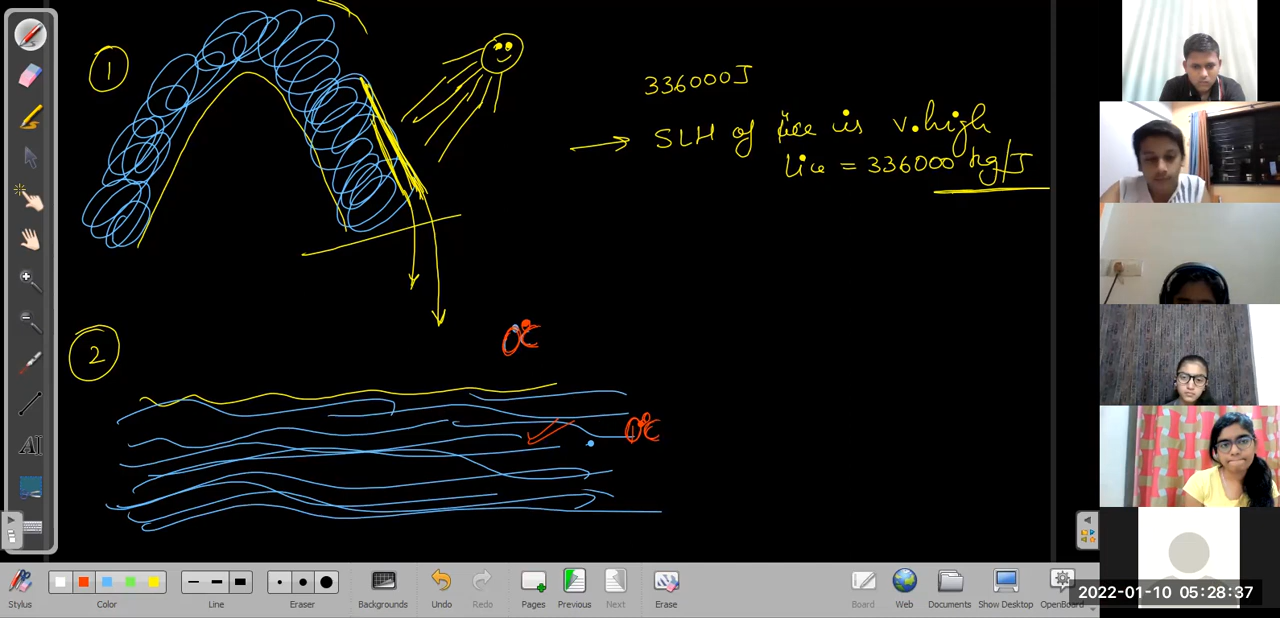 1
336000J
→ SLH of ice is v.high
Lice = 336000 kg/J
2
0°C
0°C
Stylus
Color
Line
Eraser
Backgrounds
Undo
Redo
Pages
Previous
Next
Erase
Board
Web
Documents
Show Desktop
OpenBoard
2022-01-10 05:28:37